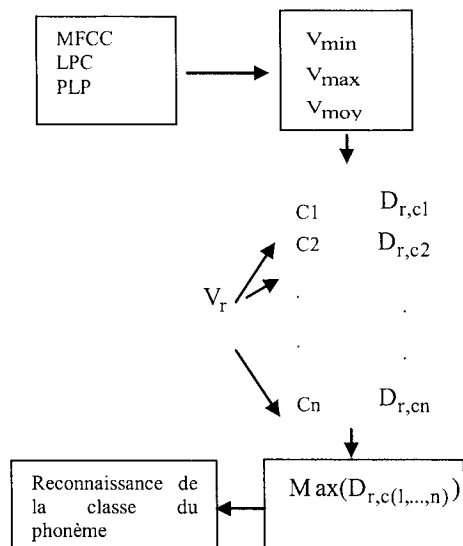 MFCC
LPC
PLP
Vmin
Vmax
Vmoy
C1 Dr,c1
C2 Dr,c2
Vr
. .
. .
Cn Dr,cn
Reconnaissance de
la classe du
phonème
Max(Dr,c(1,...,n))